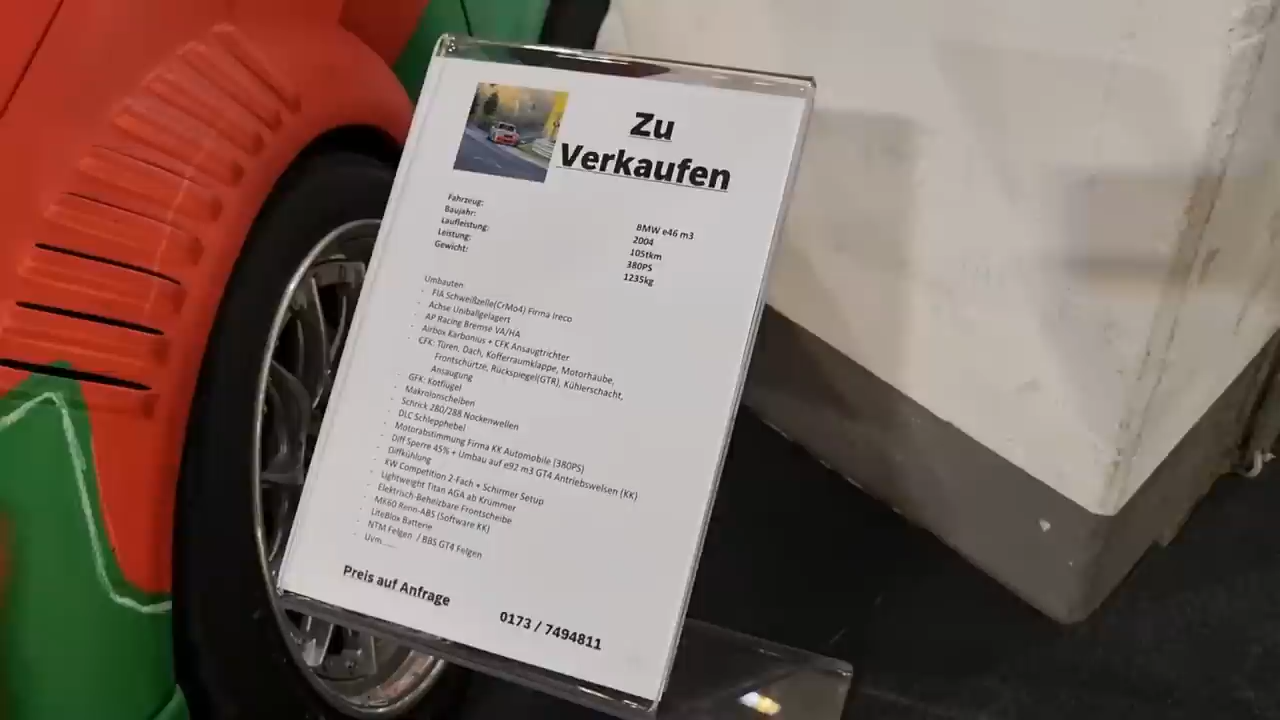 Zu
Verkaufen
Fahrzeug: BMW e46 m3
Baujahr: 2004
Laufleistung: 105tkm
Leistung: 380PS
Gewicht: 1235kg
Umbauten
- FIA Schweißzelle(CrMo4) Firma Ireco
- Achse Uniballgelagert
- AP Racing Bremse VA/HA
- Airbox Karbonius + CFK Ansaugtrichter
- CFK: Türen, Dach, Kofferraumklappe, Motorhaube,
Frontschürze, Rückspiegel(GTR), Kühlerschacht,
Ansaugung
- GFK: Kotflügel
- Makrolonscheiben
- Schrick 280/288 Nockenwellen
- DLC Schlepphebel
- Motorabstimmung Firma KK Automobile (380PS)
- Diff Sperre 45% + Umbau auf e92 m3 GT4 Antriebswelsen (KK)
- Diffkühlung
- KW Competition 2-Fach + Schirmer Setup
- Lightweight Titan AGA ab Krümmer
- Elektrisch-Beheizbare Frontscheibe
- MK60 Renn-ABS (Software KK)
- LiteBlox Batterie
- NTM Felgen / BBS GT4 Felgen
- Uvm.....
Preis auf Anfrage
0173 / 7494811